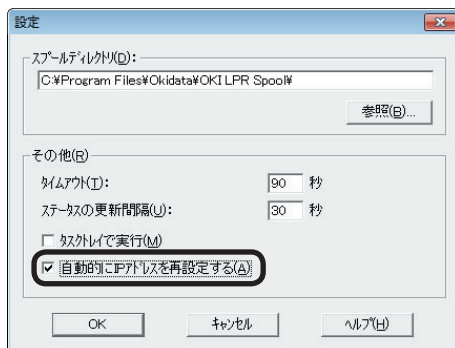 設定
スプールディレクトリ(D):
C:¥Program Files¥Okidata¥OKI LPR Spool¥
参照(B)...
その他(R)
タイムアウト(T): 90 秒
ステータスの更新間隔(U): 30 秒
タスクトレイで実行(M)
自動的にIPアドレスを再設定する(A)
OK キャンセル ヘルプ(H)